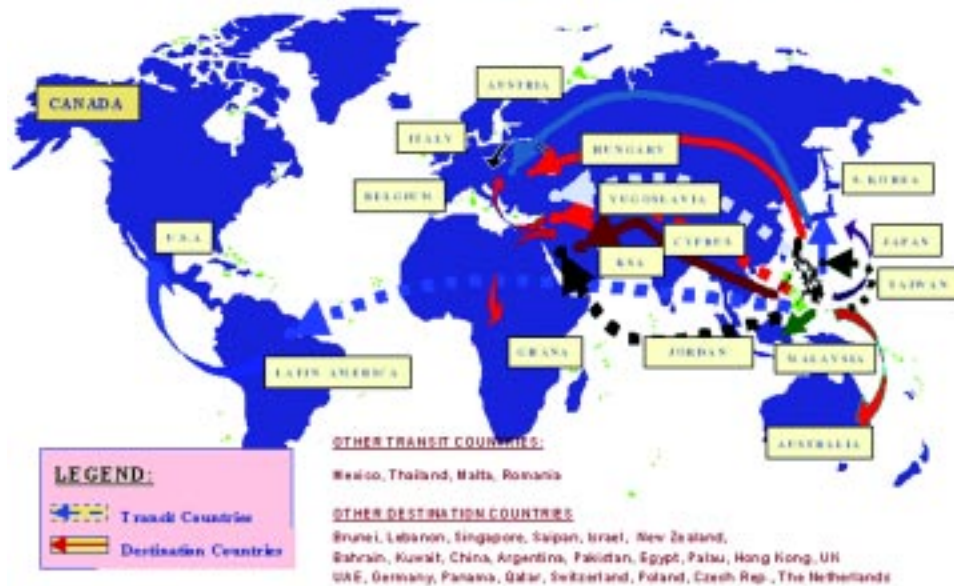 AUSTRIA
CANADA
ITALY
HUNGARY
S. KOREA
BELGIUM
YUGOSLAVIA
U.S.A
CYPRUS
JAPAN
KSA
TAIWAN
GHANA
JORDAN
MALAYSIA
LATIN AMERICA
AUSTRALIA
OTHER TRANSIT COUNTRIES:
Mexico, Thailand, Malta, Romania
LEGEND:
Transit Countries
Destination Countries
OTHER DESTINATION COUNTRIES
Brunei, Lebanon, Singapore, Saipan, Israel, New Zealand,
Bahrain, Kuwait, China, Argentina, Pakistan, Egypt, Palau, Hong Kong, UK
UAE, Germany, Panama, Qatar, Switzerland, Poland, Czech Rep., The Netherlands